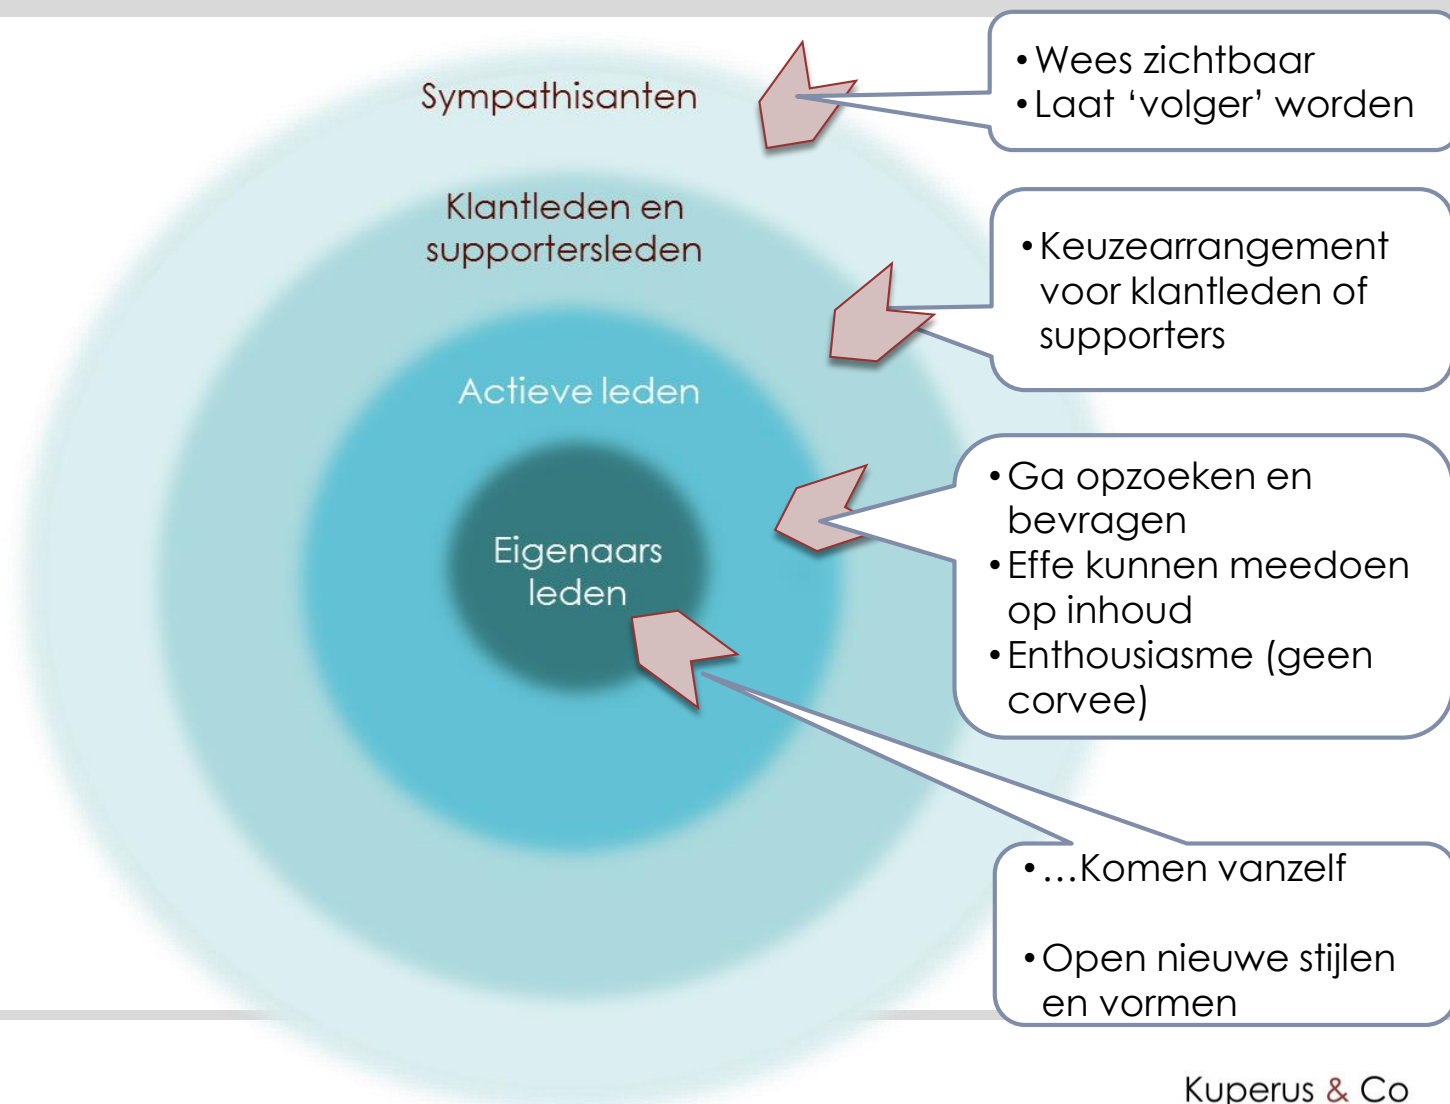 Sympathisanten
Klantleden en
supportersleden
Actieve leden
Eigenaars
leden
• Wees zichtbaar
• Laat ‘volger’ worden
• Keuzearrangement
voor klantleden of
supporters
• Ga opzoeken en
bevragen
• Effe kunnen meedoen
op inhoud
• Enthousiasme (geen
corvee)
• …Komen vanzelf
• Open nieuwe stijlen
en vormen
Kuperus & Co